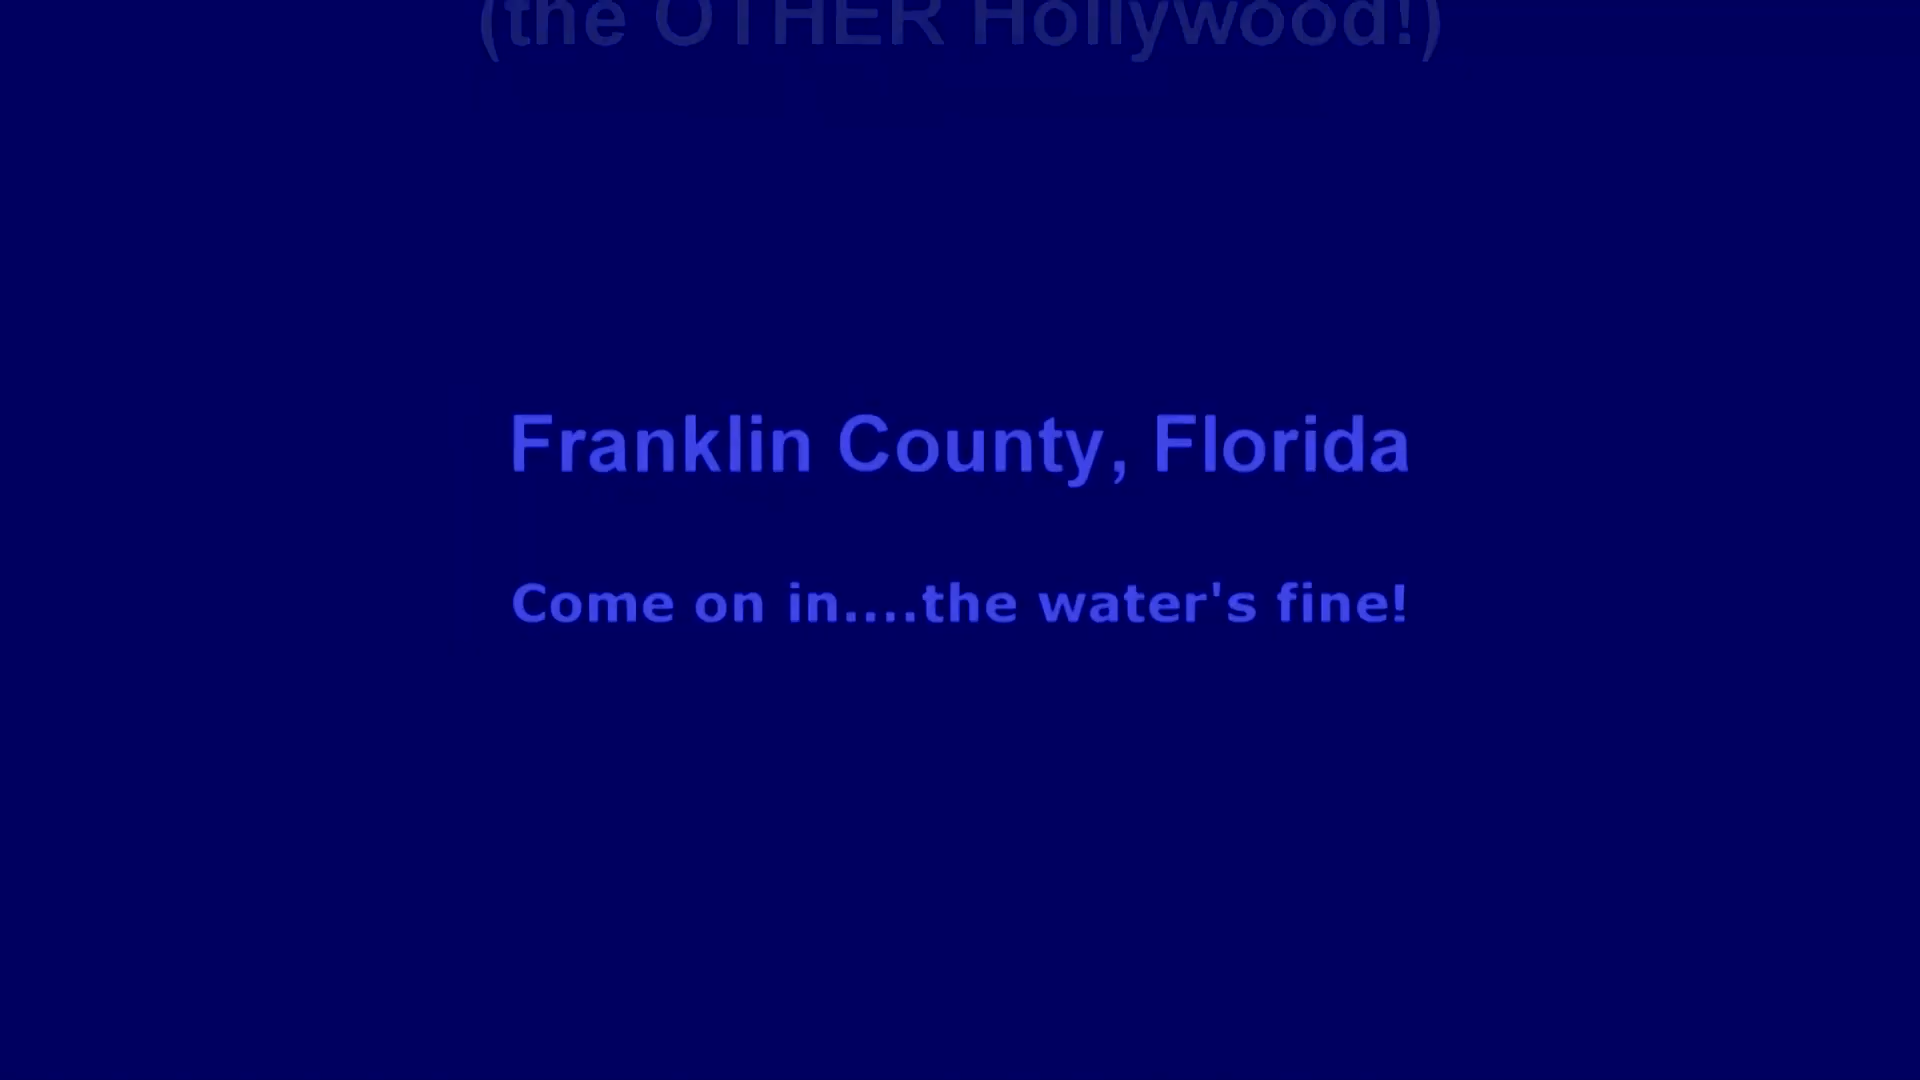 (the OTHER Hollywood!)
Franklin County, Florida
Come on in....the water's fine!